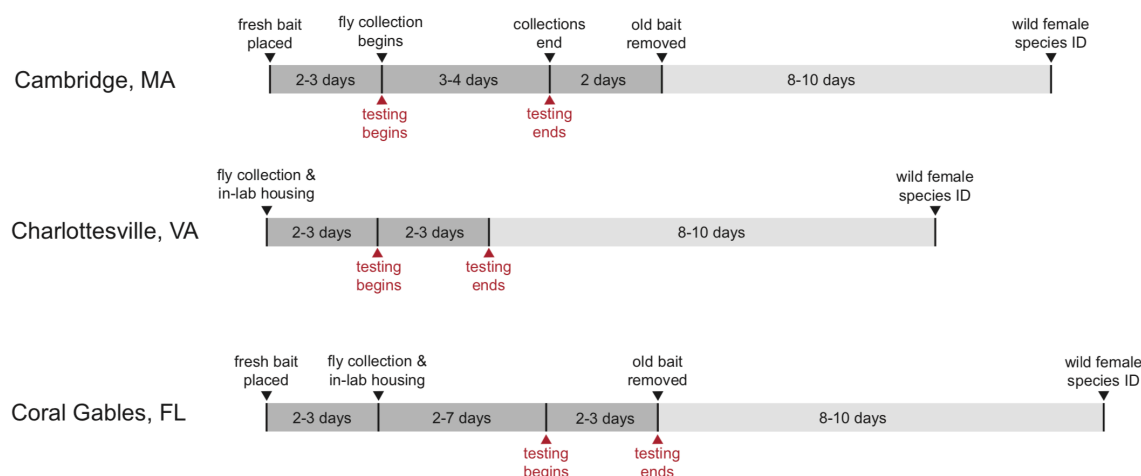 fresh bait
placed
fly collection
begins
collections
end
old bait
removed
wild female
species ID
Cambridge, MA
2-3 days
3-4 days
2 days
8-10 days
testing
begins
testing
ends
fly collection &
in-lab housing
wild female
species ID
Charlottesville, VA
2-3 days
2-3 days
8-10 days
testing
begins
testing
ends
fresh bait
placed
fly collection &
in-lab housing
old bait
removed
wild female
species ID
Coral Gables, FL
2-3 days
2-7 days
2-3 days
8-10 days
testing
begins
testing
ends